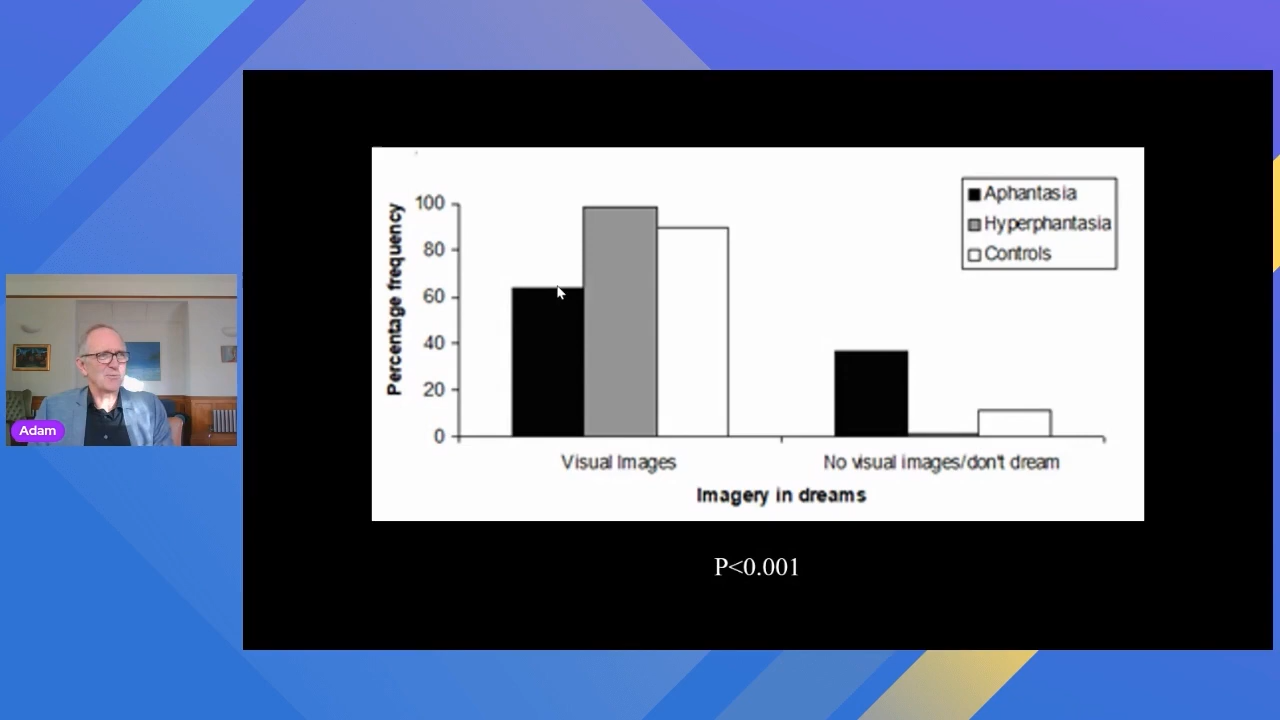 Aphantasia
Hyperphantasia
Controls
Percentage frequency
100
80
60
40
20
0
Visual Images
No visual images/don't dream
Imagery in dreams
P<0.001
Adam